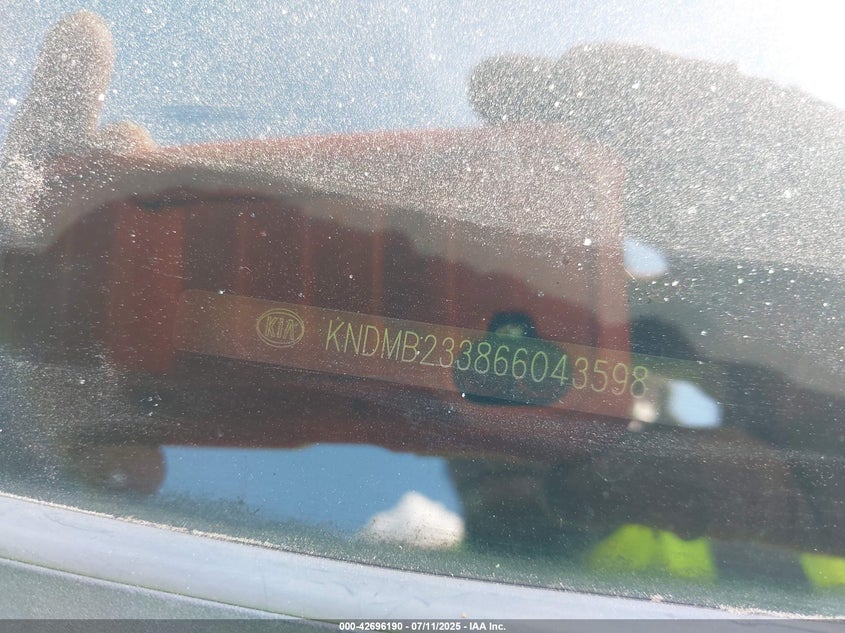 KIA KNDMB233866043598
000-42696190 - 07/11/2025 - IAA Inc.